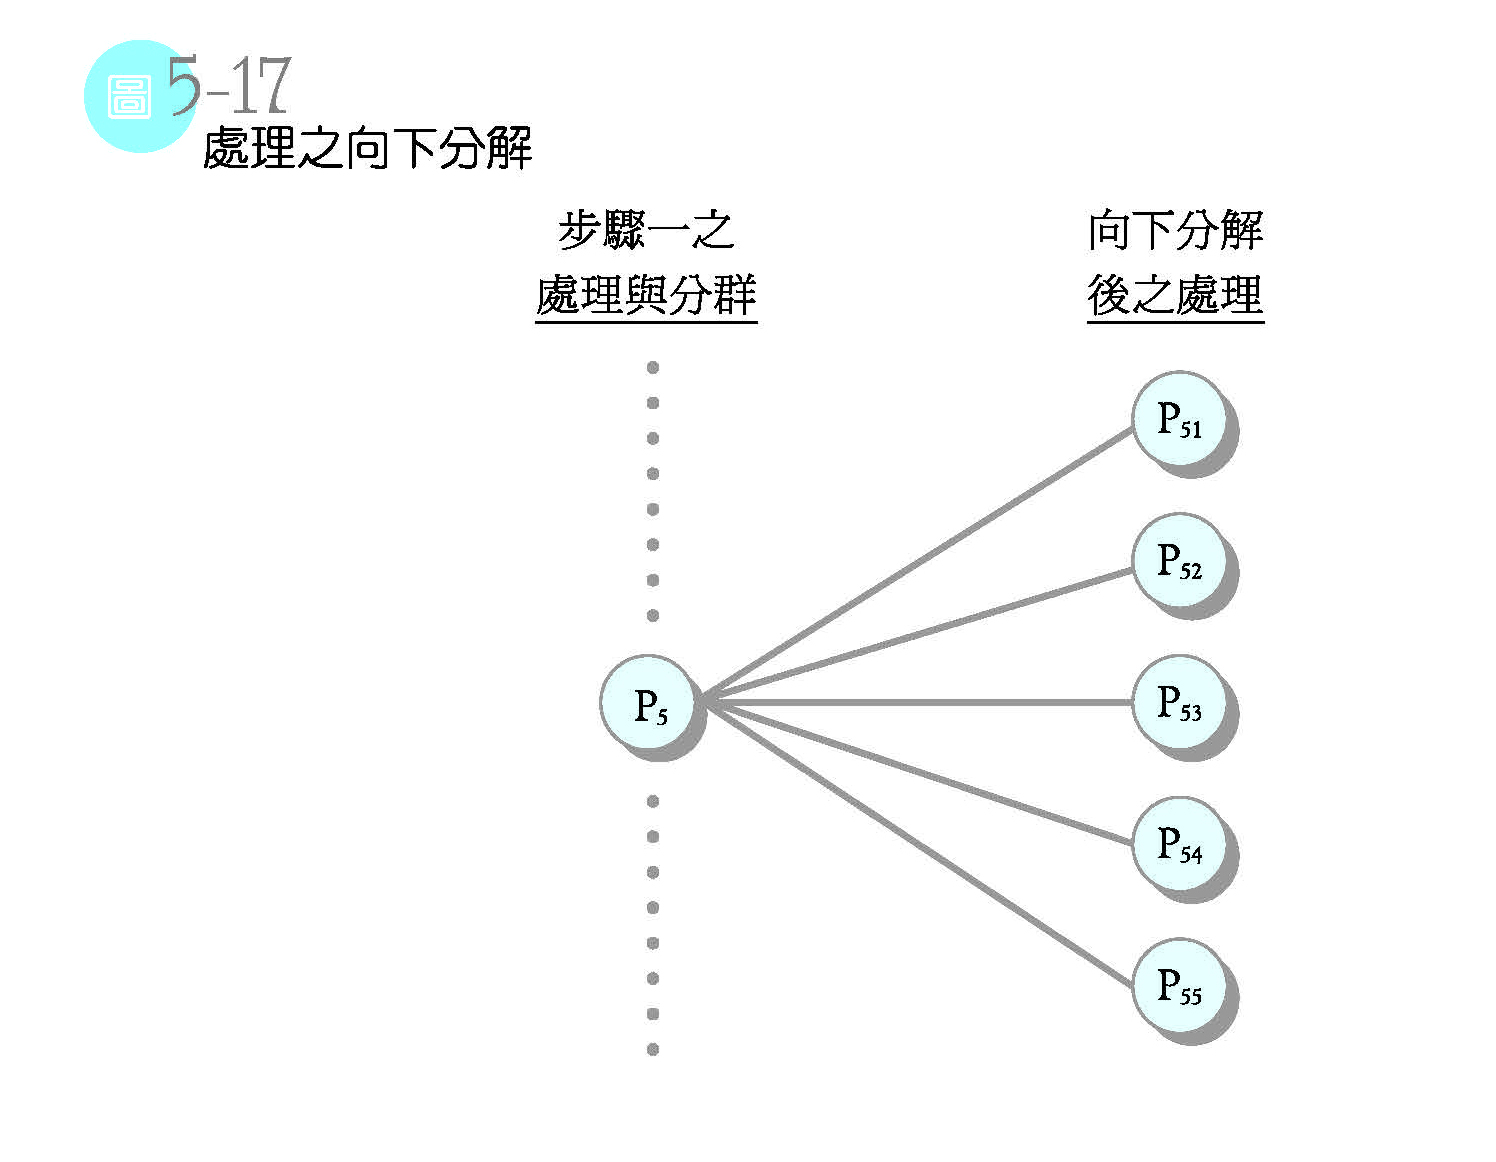 圖 5-17
處理之向下分解
步驟一之
處理與分群
向下分解
後之處理
P51
P52
P5
P53
P54
P55